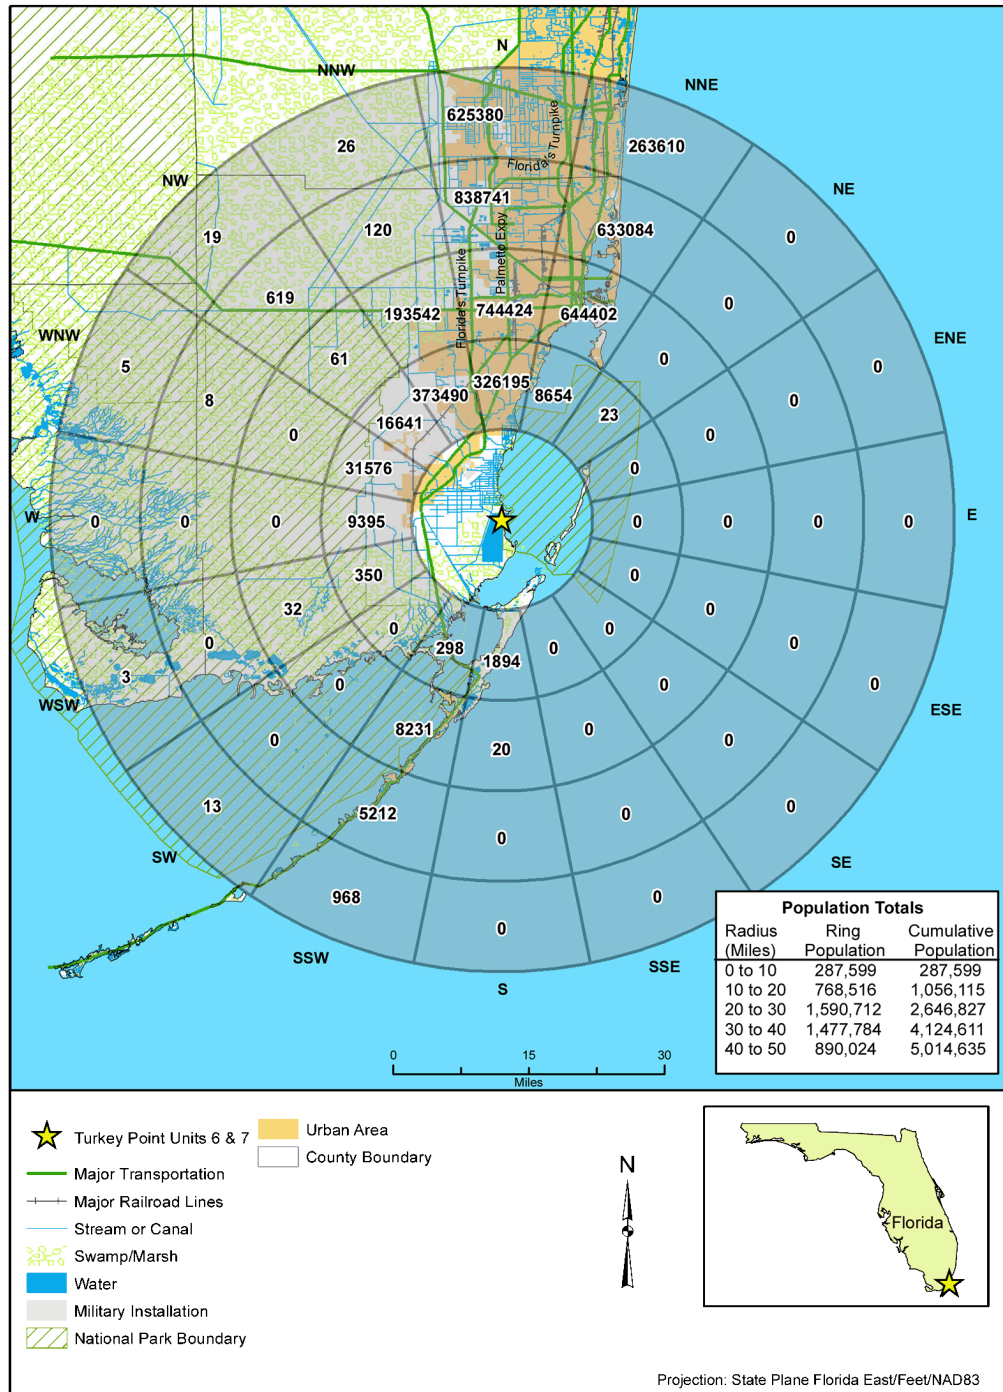 N
NNW
NNE
625380
26
263610
Florida's Turnpike
Florida's Turnpike
NW
NE
838741
19
120
633084
0
Palmetto Expy
Florida's Turnpike
619
0
193542
744424
644402
WNW
ENE
61
0
5
0
326195
373490
8654
8
0
23
16641
0
0
31576
0
W
0
0
0
9395
0
0
0
0
E
350
0
32
0
0
0
0
298
0
0
0
1894
3
0
0
0
WSW
ESE
8231
0
0
20
0
13
5212
0
0
0
SW
SE
968
0
0
SSW
SSE
S
Population Totals
Radius Ring Cumulative
(Miles) Population Population
0 to 10 287,599 287,599
10 to 20 768,516 1,056,115
20 to 30 1,590,712 2,646,827
30 to 40 1,477,784 4,124,611
40 to 50 890,024 5,014,635
0 15 30
Miles
Turkey Point Units 6 & 7
Major Transportation
Major Railroad Lines
Stream or Canal
Swamp/Marsh
Water
Military Installation
National Park Boundary
Urban Area
County Boundary
N
Florida
Projection: State Plane Florida East/Feet/NAD83